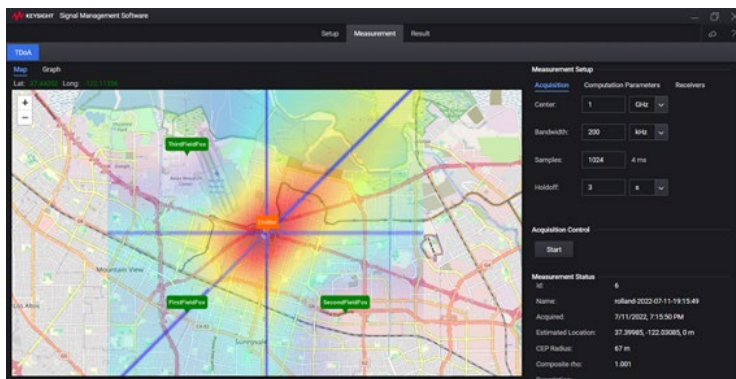 KEYSIGHT Signal Management Software
Setup Measurement Result
TDoA
Map Graph
Lat: Long:
+
−
ThirdFieldFox
Emitter
Mountain View
Los Altos
FirstFieldFox
SecondFieldFox
Sunnyvale
Measurement Setup
Acquisition Computation Parameters Receivers
Center: 1 GHz
Bandwidth: 200 kHz
Samples: 1024 4 ms
Holdoff: 3 s
Acquisition Control
Start
Measurement Status
Id: 6
Name: rolland-2022-07-11-19:15:49
Acquired: 7/11/2022, 7:15:50 PM
Estimated Location: 37.39985, -122.03085, 0 m
CEP Radius: 67 m
Composite rho: 1.001